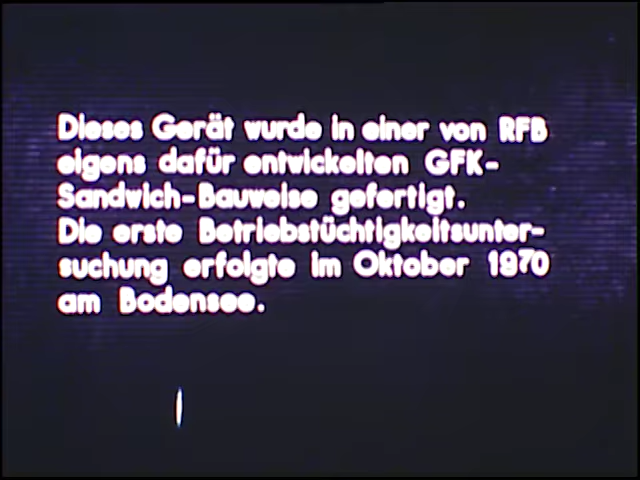 Dieses Gerät wurde in einer von RFB
eigens dafür entwickelten GFK-
Sandwich-Bauweise gefertigt.
Die erste Betriebstüchtigkeitsunter-
suchung erfolgte im Oktober 1970
am Bodensee.